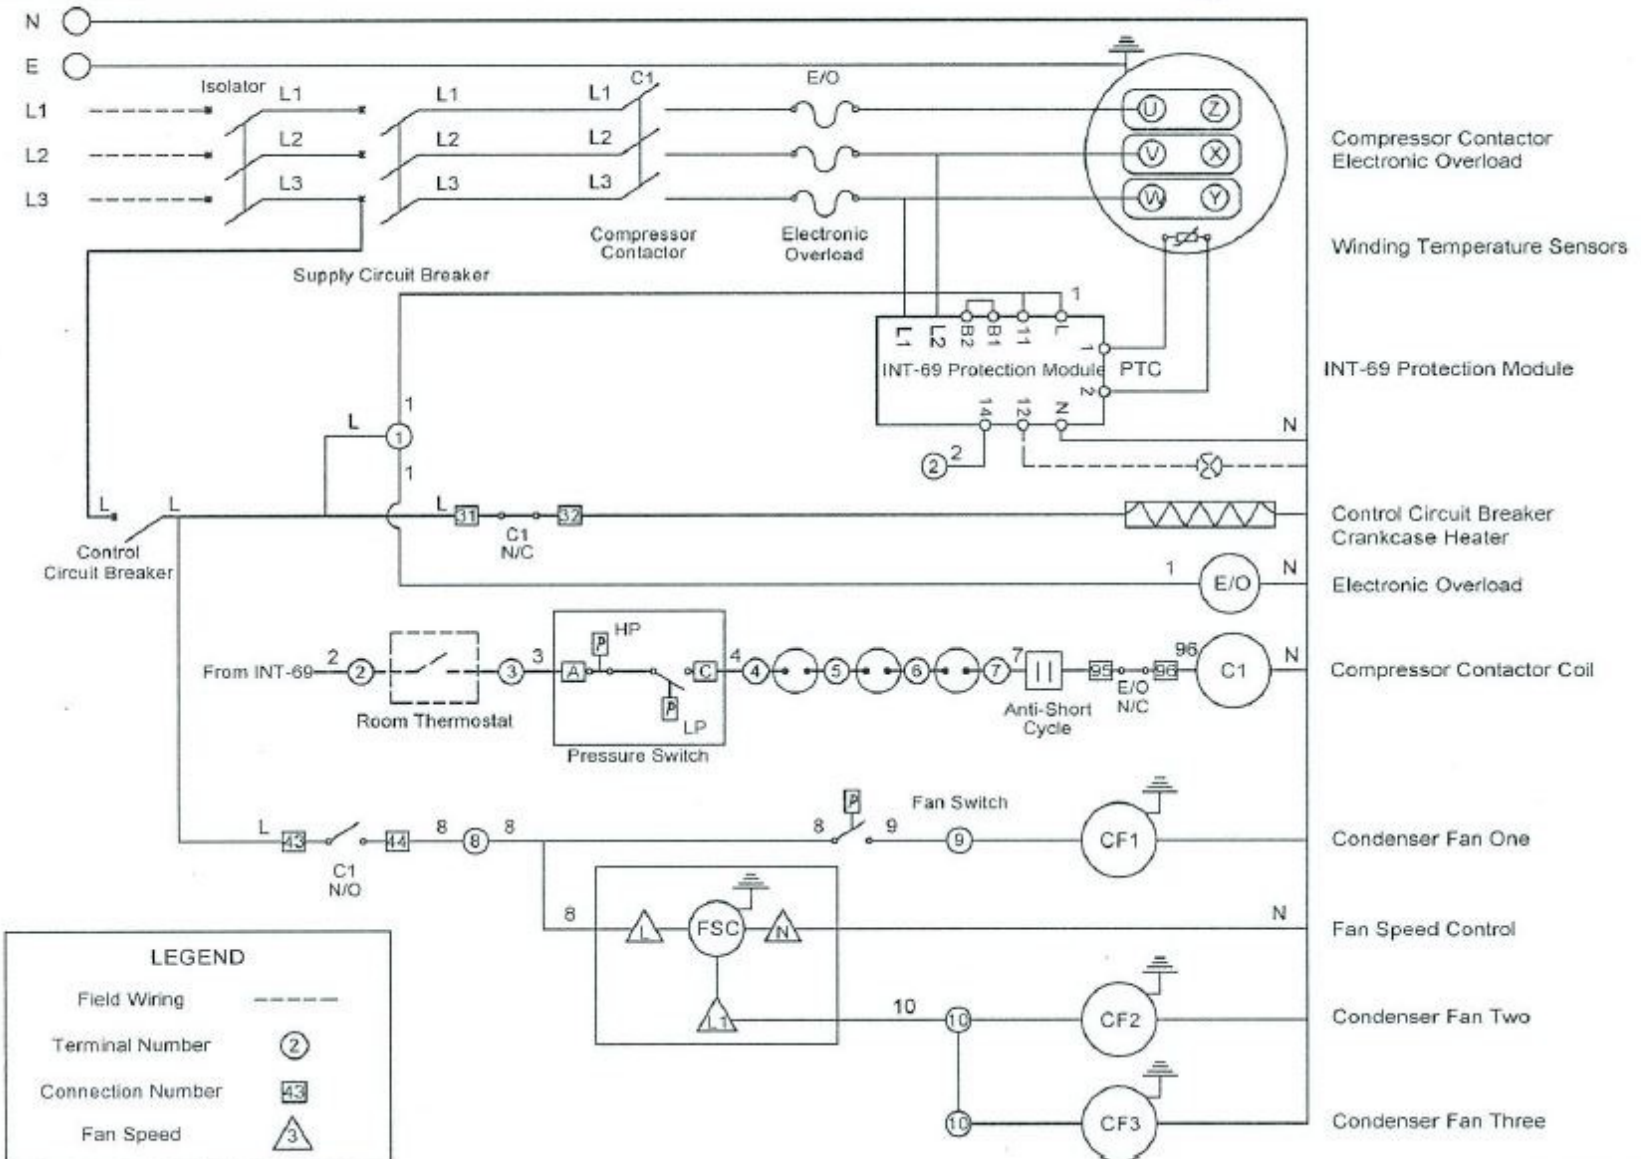 N
E
Isolator
C1
E/O
L1 L1 L1 L1
U Z
L2 L2 L2 L2
V X
Compressor Contactor
Electronic Overload
L3 L3 L3 L3
W Y
Compressor
Contactor
Electronic
Overload
Winding Temperature Sensors
Supply Circuit Breaker
1
L1 L2 B2 B1 11 L
1
INT-69 Protection Module PTC
INT-69 Protection Module
2
14 12 N
1
L 1
N
2 2
1
L L L 31 32
C1
N/C
Control Circuit Breaker
Crankcase Heater
Control
Circuit Breaker
1 E/O N
Electronic Overload
HP
P
From INT-69 2 2 3 3 A C 4 4 5 6 7 7 95 96 96 C1 N
Compressor Contactor Coil
E/O
N/C
P
LP
Room Thermostat
Anti-Short
Cycle
Pressure Switch
P
Fan Switch
L 43 44 8 8 8 8 9 9 CF1
Condenser Fan One
C1
N/O
8 L FSC N N
Fan Speed Control
L1 10 10 CF2
Condenser Fan Two
10 CF3
Condenser Fan Three
LEGEND
Field Wiring
Terminal Number 2
Connection Number 43
Fan Speed 3